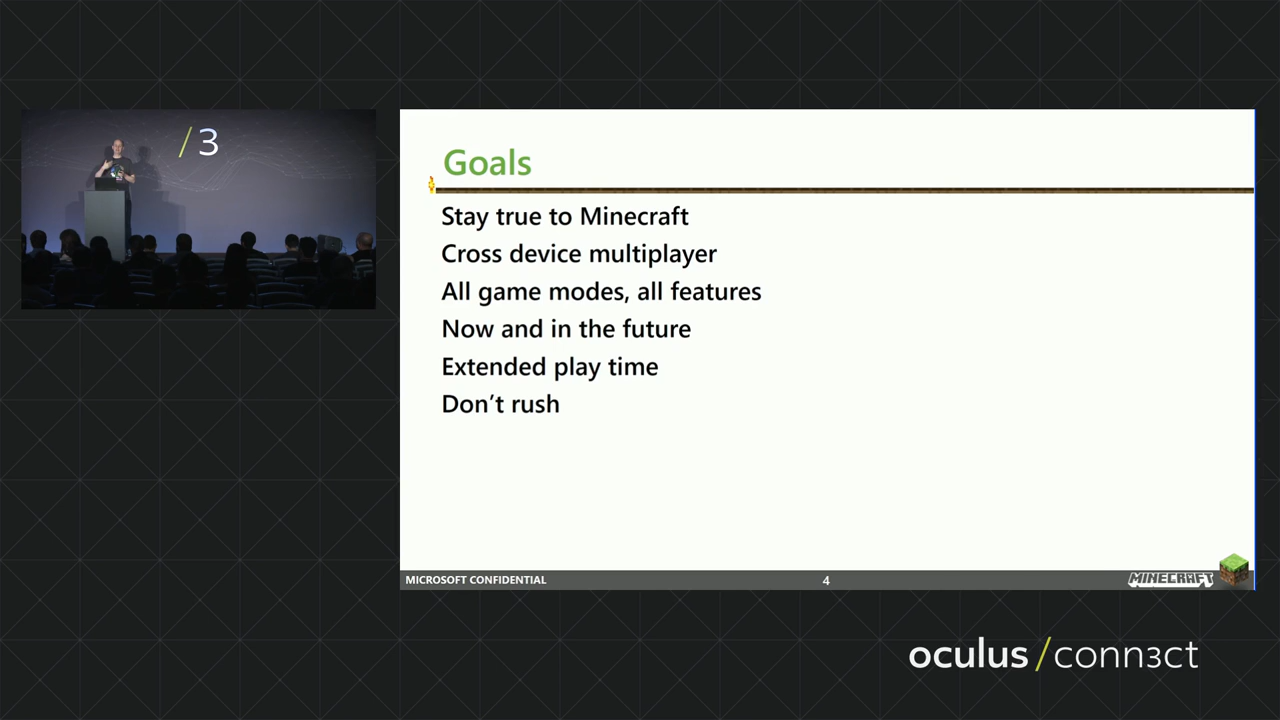 /3
Goals
Stay true to Minecraft
Cross device multiplayer
All game modes, all features
Now and in the future
Extended play time
Don't rush
MICROSOFT CONFIDENTIAL
4
MINECRAFT
oculus/conn3ct